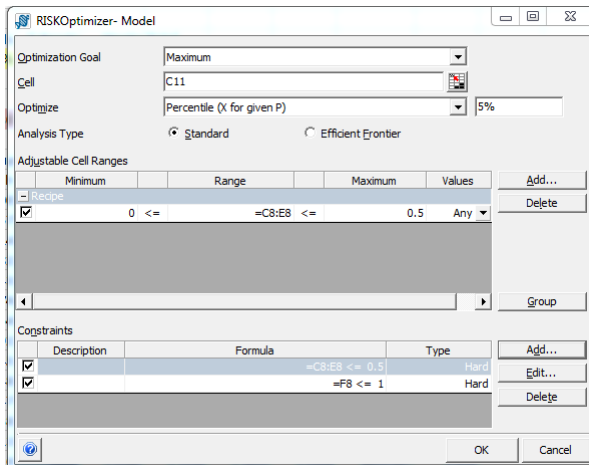 RISKOptimizer- Model
Optimization Goal Maximum
Cell C11
Optimize Percentile (X for given P) 5%
Analysis Type Standard Efficient Frontier
Adjustable Cell Ranges
Minimum Range Maximum Values Add...
Recipe
0 <= =C8:E8 <= 0.5 Any
Delete
Group
Constraints
Description Formula Type Add...
=C8:E8 <= 0.5 Hard
Edit...
=F8 <= 1 Hard
Delete
OK Cancel